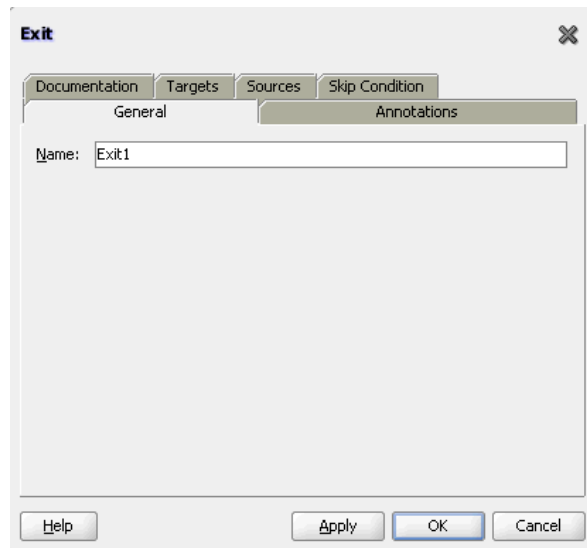 Exit
Documentation Targets Sources Skip Condition
General Annotations
Name: Exit1
Help Apply OK Cancel